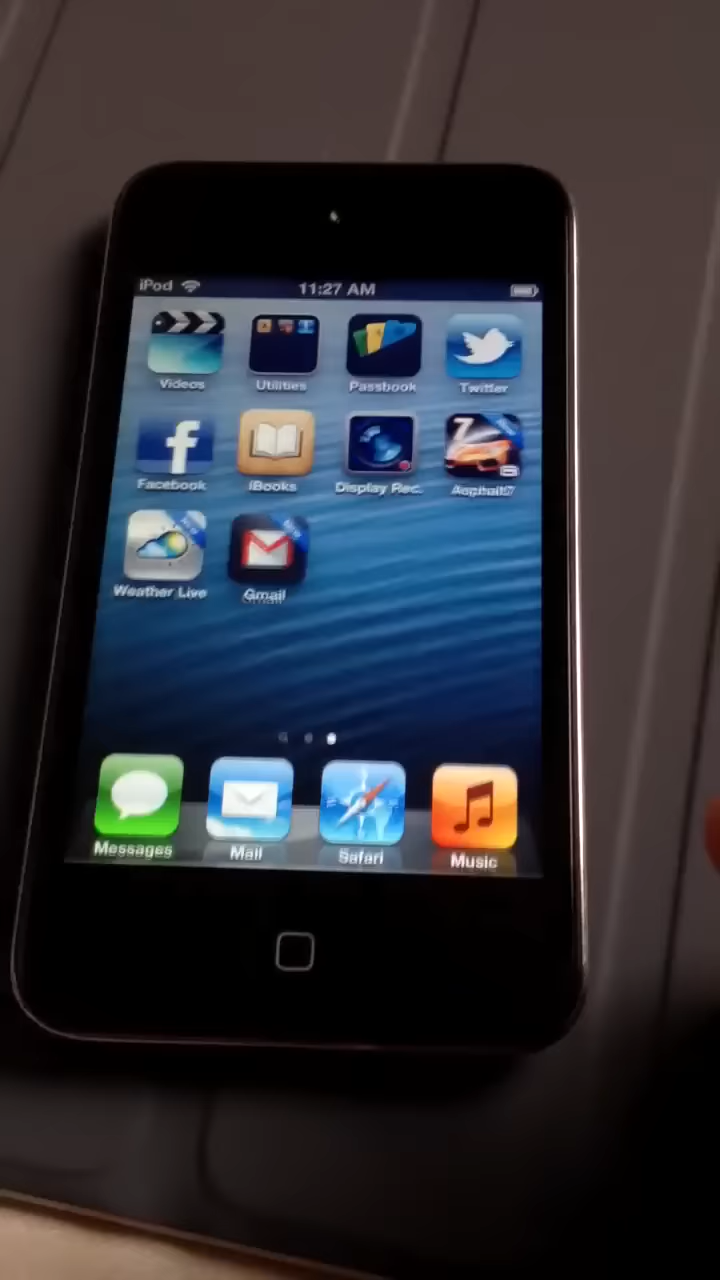 iPod 11:27 AM
Videos Utilities Passbook Twitter
Facebook iBooks Display Rec. Asphalt7
Weather Live Gmail
Messages Mail Safari Music